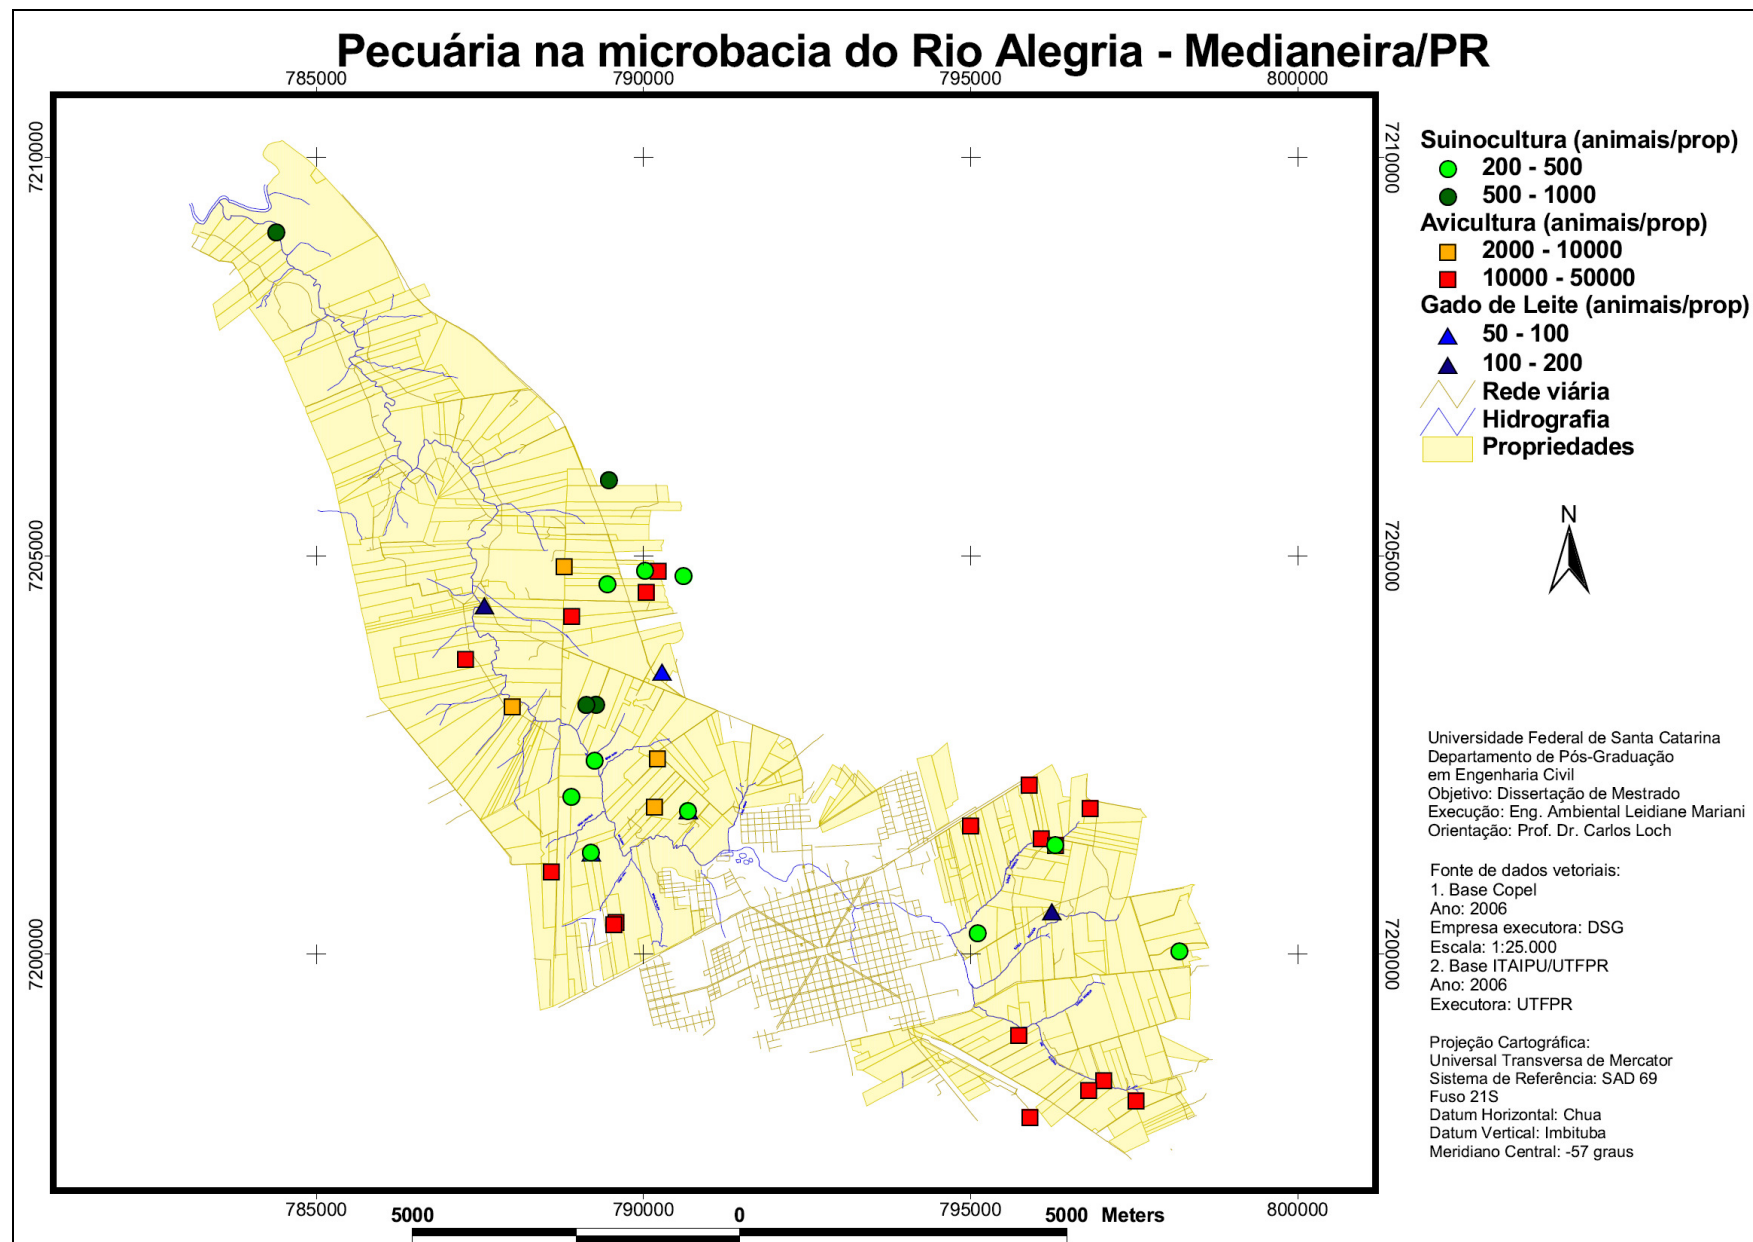 Pecuária na microbacia do Rio Alegria - Medianeira/PR
785000
790000
795000
800000
7210000
7210000
7205000
7205000
7200000
7200000
785000
790000
795000
800000
5000
0
5000 Meters
Suinocultura (animais/prop)
200 - 500
500 - 1000
Avicultura (animais/prop)
2000 - 10000
10000 - 50000
Gado de Leite (animais/prop)
50 - 100
100 - 200
Rede viária
Hidrografia
Propriedades
N
Universidade Federal de Santa Catarina
Departamento de Pós-Graduação
em Engenharia Civil
Objetivo: Dissertação de Mestrado
Execução: Eng. Ambiental Leidiane Mariani
Orientação: Prof. Dr. Carlos Loch
Fonte de dados vetoriais:
1. Base Copel
Ano: 2006
Empresa executora: DSG
Escala: 1:25.000
2. Base ITAIPU/UTFPR
Ano: 2006
Executora: UTFPR
Projeção Cartográfica:
Universal Transversa de Mercator
Sistema de Referência: SAD 69
Fuso 21S
Datum Horizontal: Chua
Datum Vertical: Imbituba
Meridiano Central: -57 graus